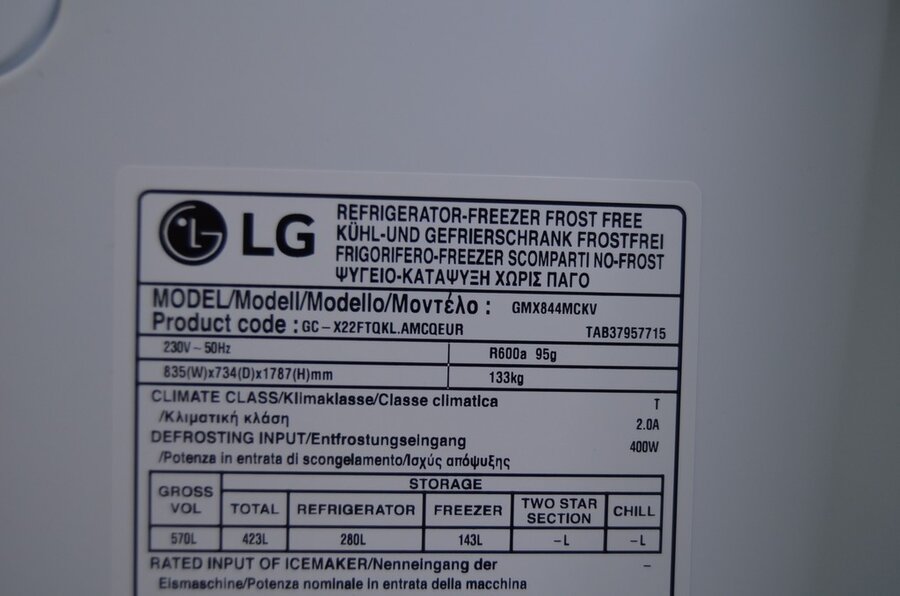 LG
REFRIGERATOR-FREEZER FROST FREE
KÜHL-UND GEFRIERSCHRANK FROSTFREI
FRIGORIFERO-FREEZER SCOMPARTI NO-FROST
ΨΥΓΕΙΟ-ΚΑΤΑΨΥΞΗ ΧΩΡΙΣ ΠΑΓΟ
MODEL/Modell/Modello/Μοντέλο : GMX844MCKV
Product code : GC-X22FTQKL.AMCQEUR TAB37957715
230V~50Hz R600a 95g
835(W)x734(D)x1787(H)mm 133kg
CLIMATE CLASS/Klimaklasse/Classe climatica T
/Κλιματική κλάση 2.0A
DEFROSTING INPUT/Entfrostungseingang 400W
/Potenza in entrata di scongelamento/Ισχύς απόψυξης
STORAGE
GROSS VOL TOTAL REFRIGERATOR FREEZER TWO STAR SECTION CHILL
570L 423L 280L 143L -L -L
RATED INPUT OF ICEMAKER/Nenneingang der -
Eismaschine/Potenza nominale in entrata della macchina